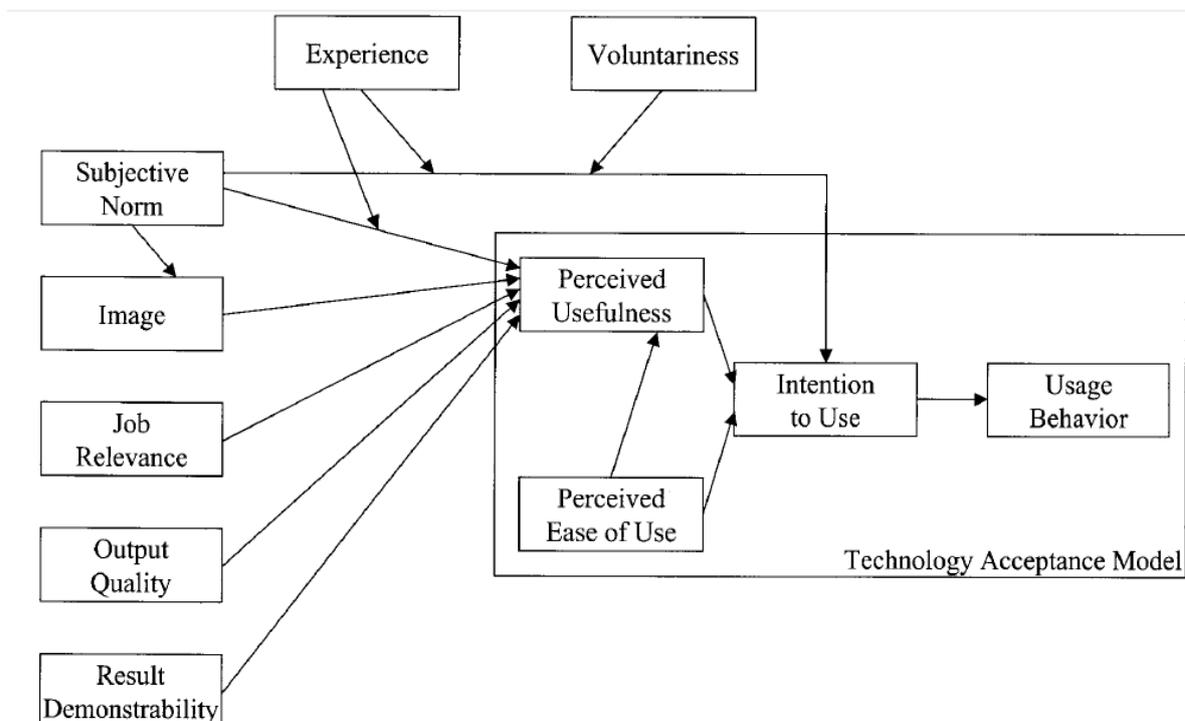 Experience
Voluntariness
Subjective
Norm
Image
Job
Relevance
Output
Quality
Result
Demonstrability
Perceived
Usefulness
Perceived
Ease of Use
Intention
to Use
Usage
Behavior
Technology Acceptance Model